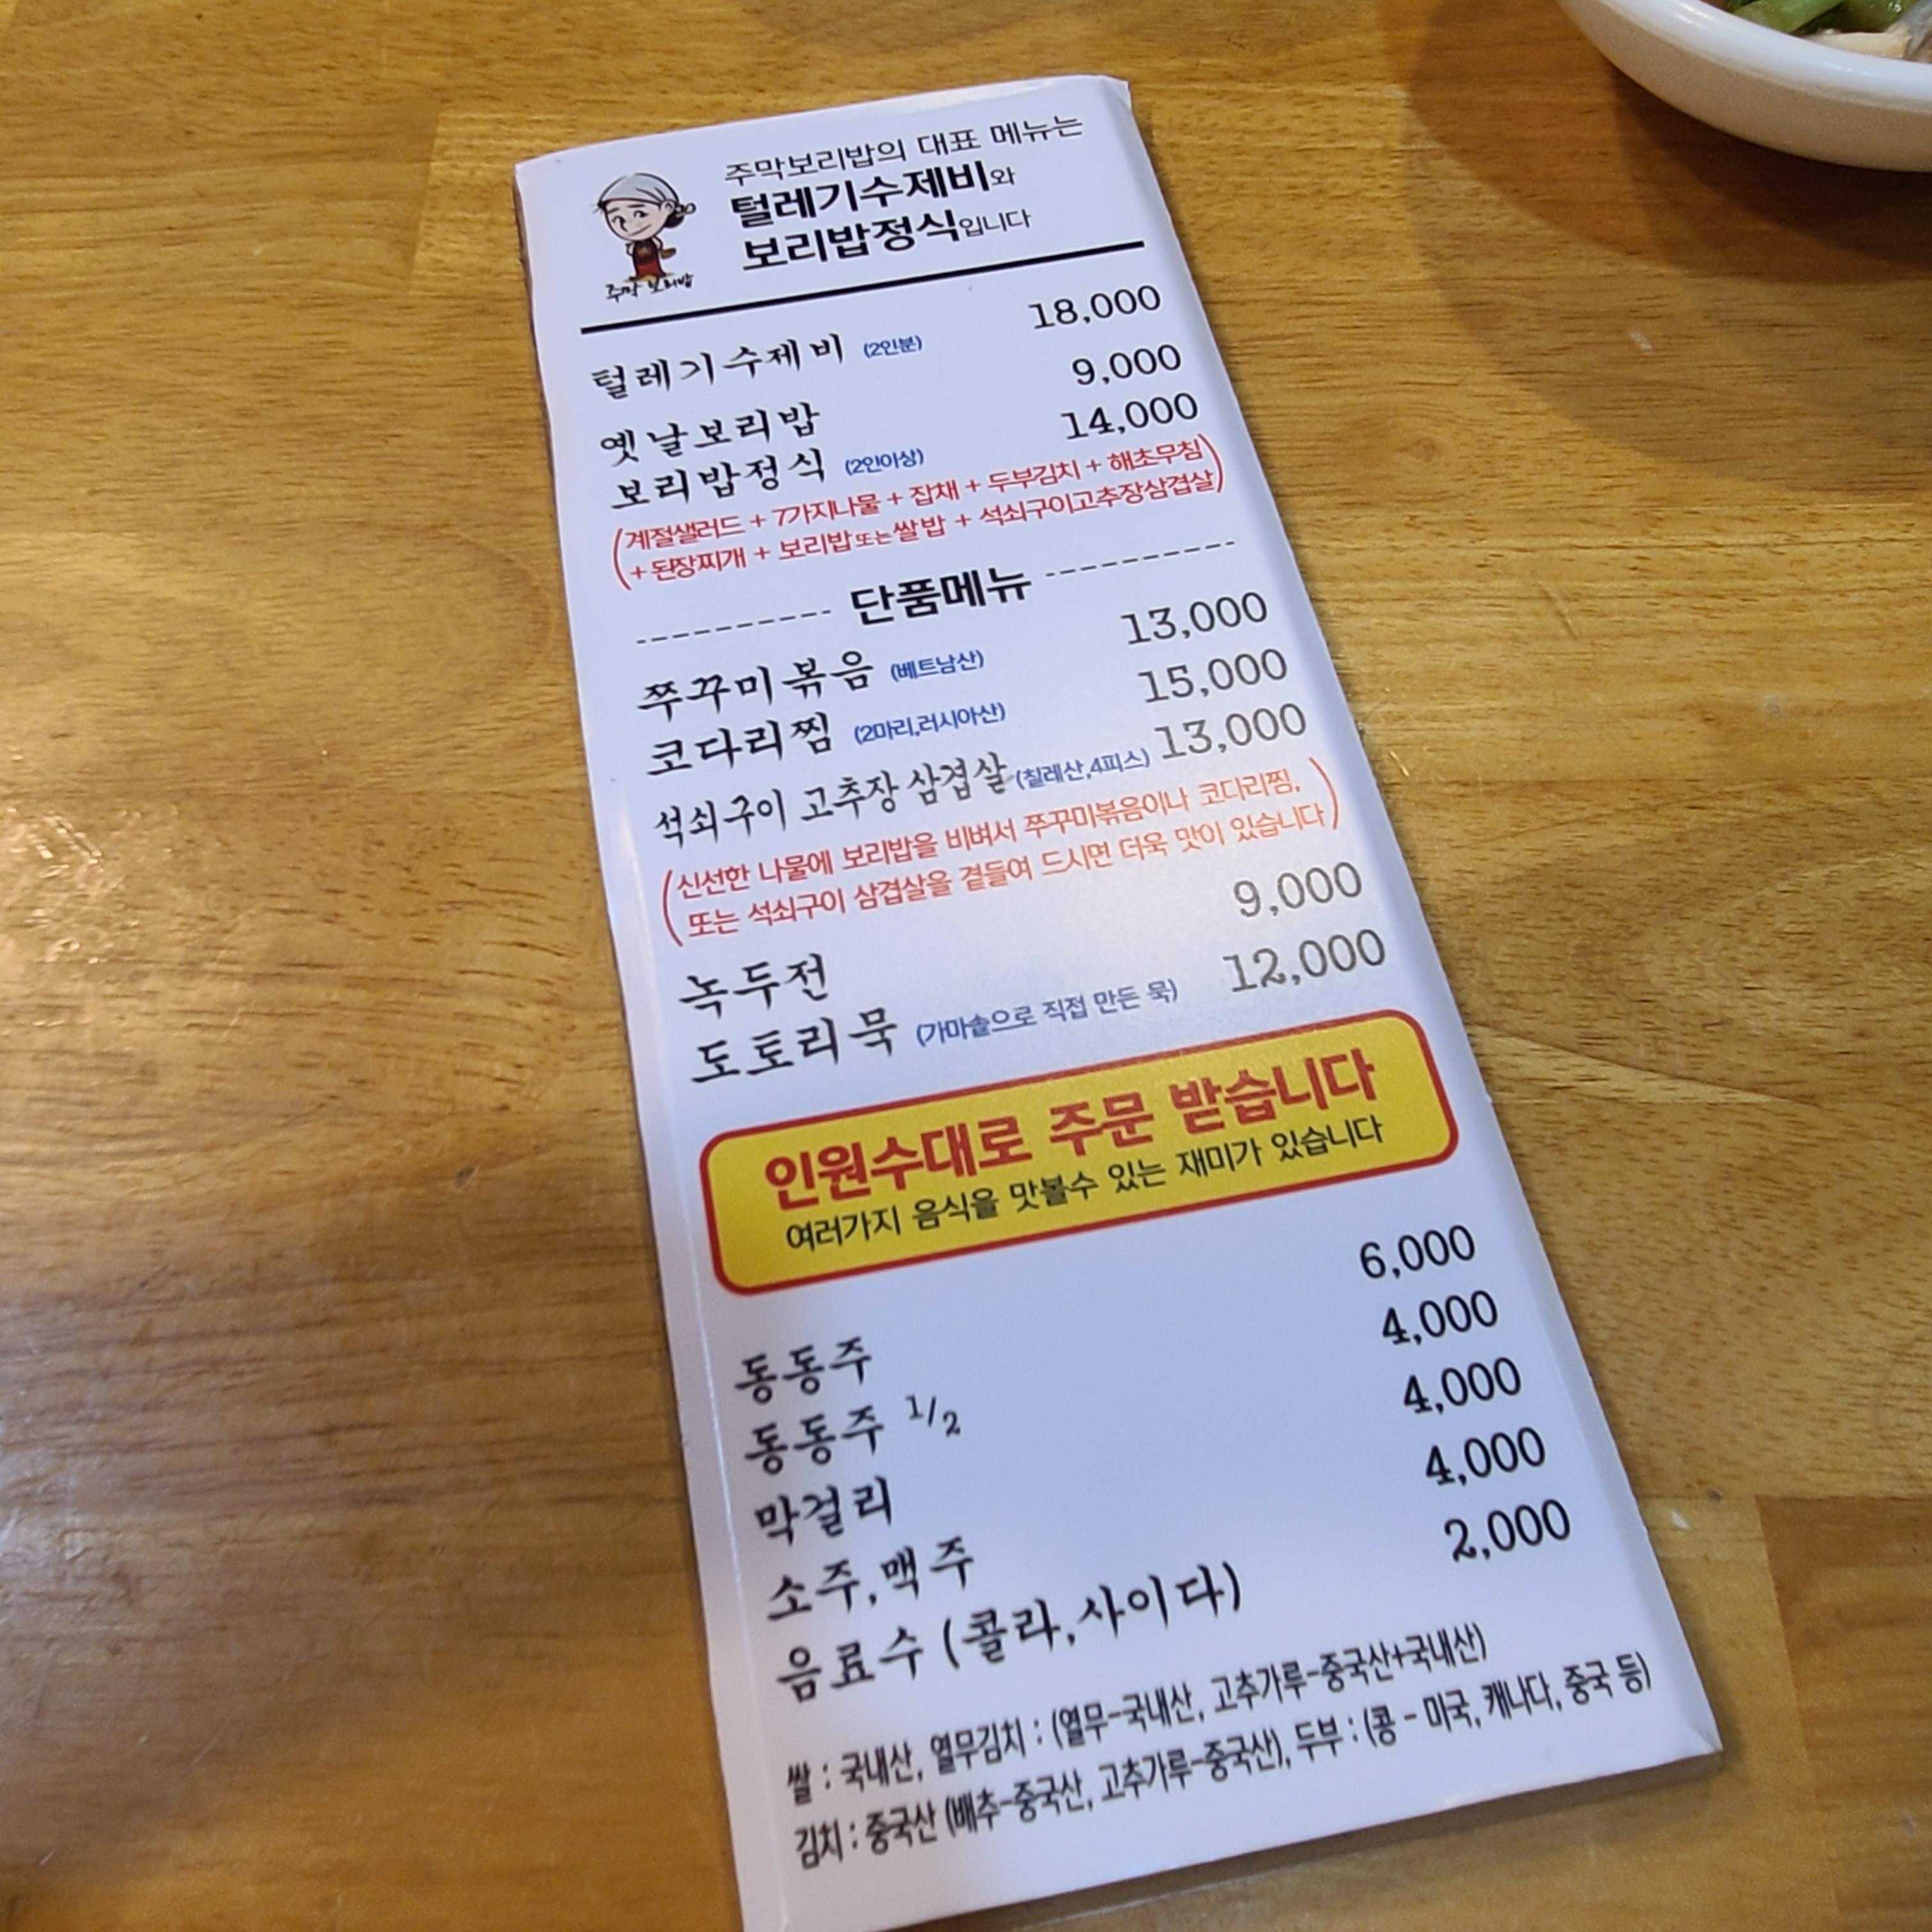 주막보리밥의 대표 메뉴는
털레기수제비와
보리밥정식입니다
주막 보리밥
털레기수제비 (2인분) 18,000
옛날보리밥 9,000
보리밥정식 (2인이상) 14,000
(계절샐러드 + 7가지나물 + 잡채 + 두부김치 + 해초무침
+ 된장찌개 + 보리밥또는쌀밥 + 석쇠구이고추장삼겹살)
단품메뉴
쭈꾸미볶음 (베트남산) 13,000
코다리찜 (2마리,러시아산) 15,000
석쇠구이 고추장 삼겹살 (칠레산,4피스) 13,000
(신선한 나물에 보리밥을 비벼서 쭈꾸미볶음이나 코다리찜,
또는 석쇠구이 삼겹살을 곁들여 드시면 더욱 맛이 있습니다)
녹두전 9,000
도토리묵 (가마솥으로 직접 만든 묵) 12,000
인원수대로 주문 받습니다
여러가지 음식을 맛볼수 있는 재미가 있습니다
동동주 6,000
동동주 1/2 4,000
막걸리 4,000
소주,맥주 4,000
음료수 (콜라,사이다) 2,000
쌀 : 국내산, 열무김치 : (열무-국내산, 고추가루-중국산+국내산)
김치 : 중국산 (배추-중국산, 고추가루-중국산), 두부 : (콩 - 미국, 캐나다, 중국 등)